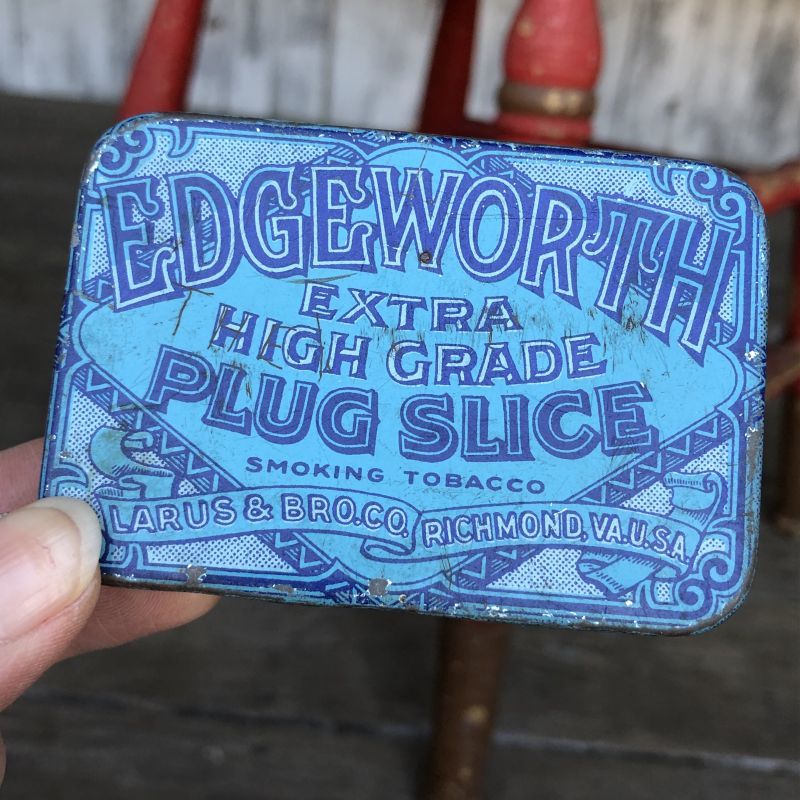 EDGEWORTH
EXTRA
HIGH GRADE
PLUG SLICE
SMOKING TOBACCO
LARUS & BRO.CO. RICHMOND, VA. U.S.A.